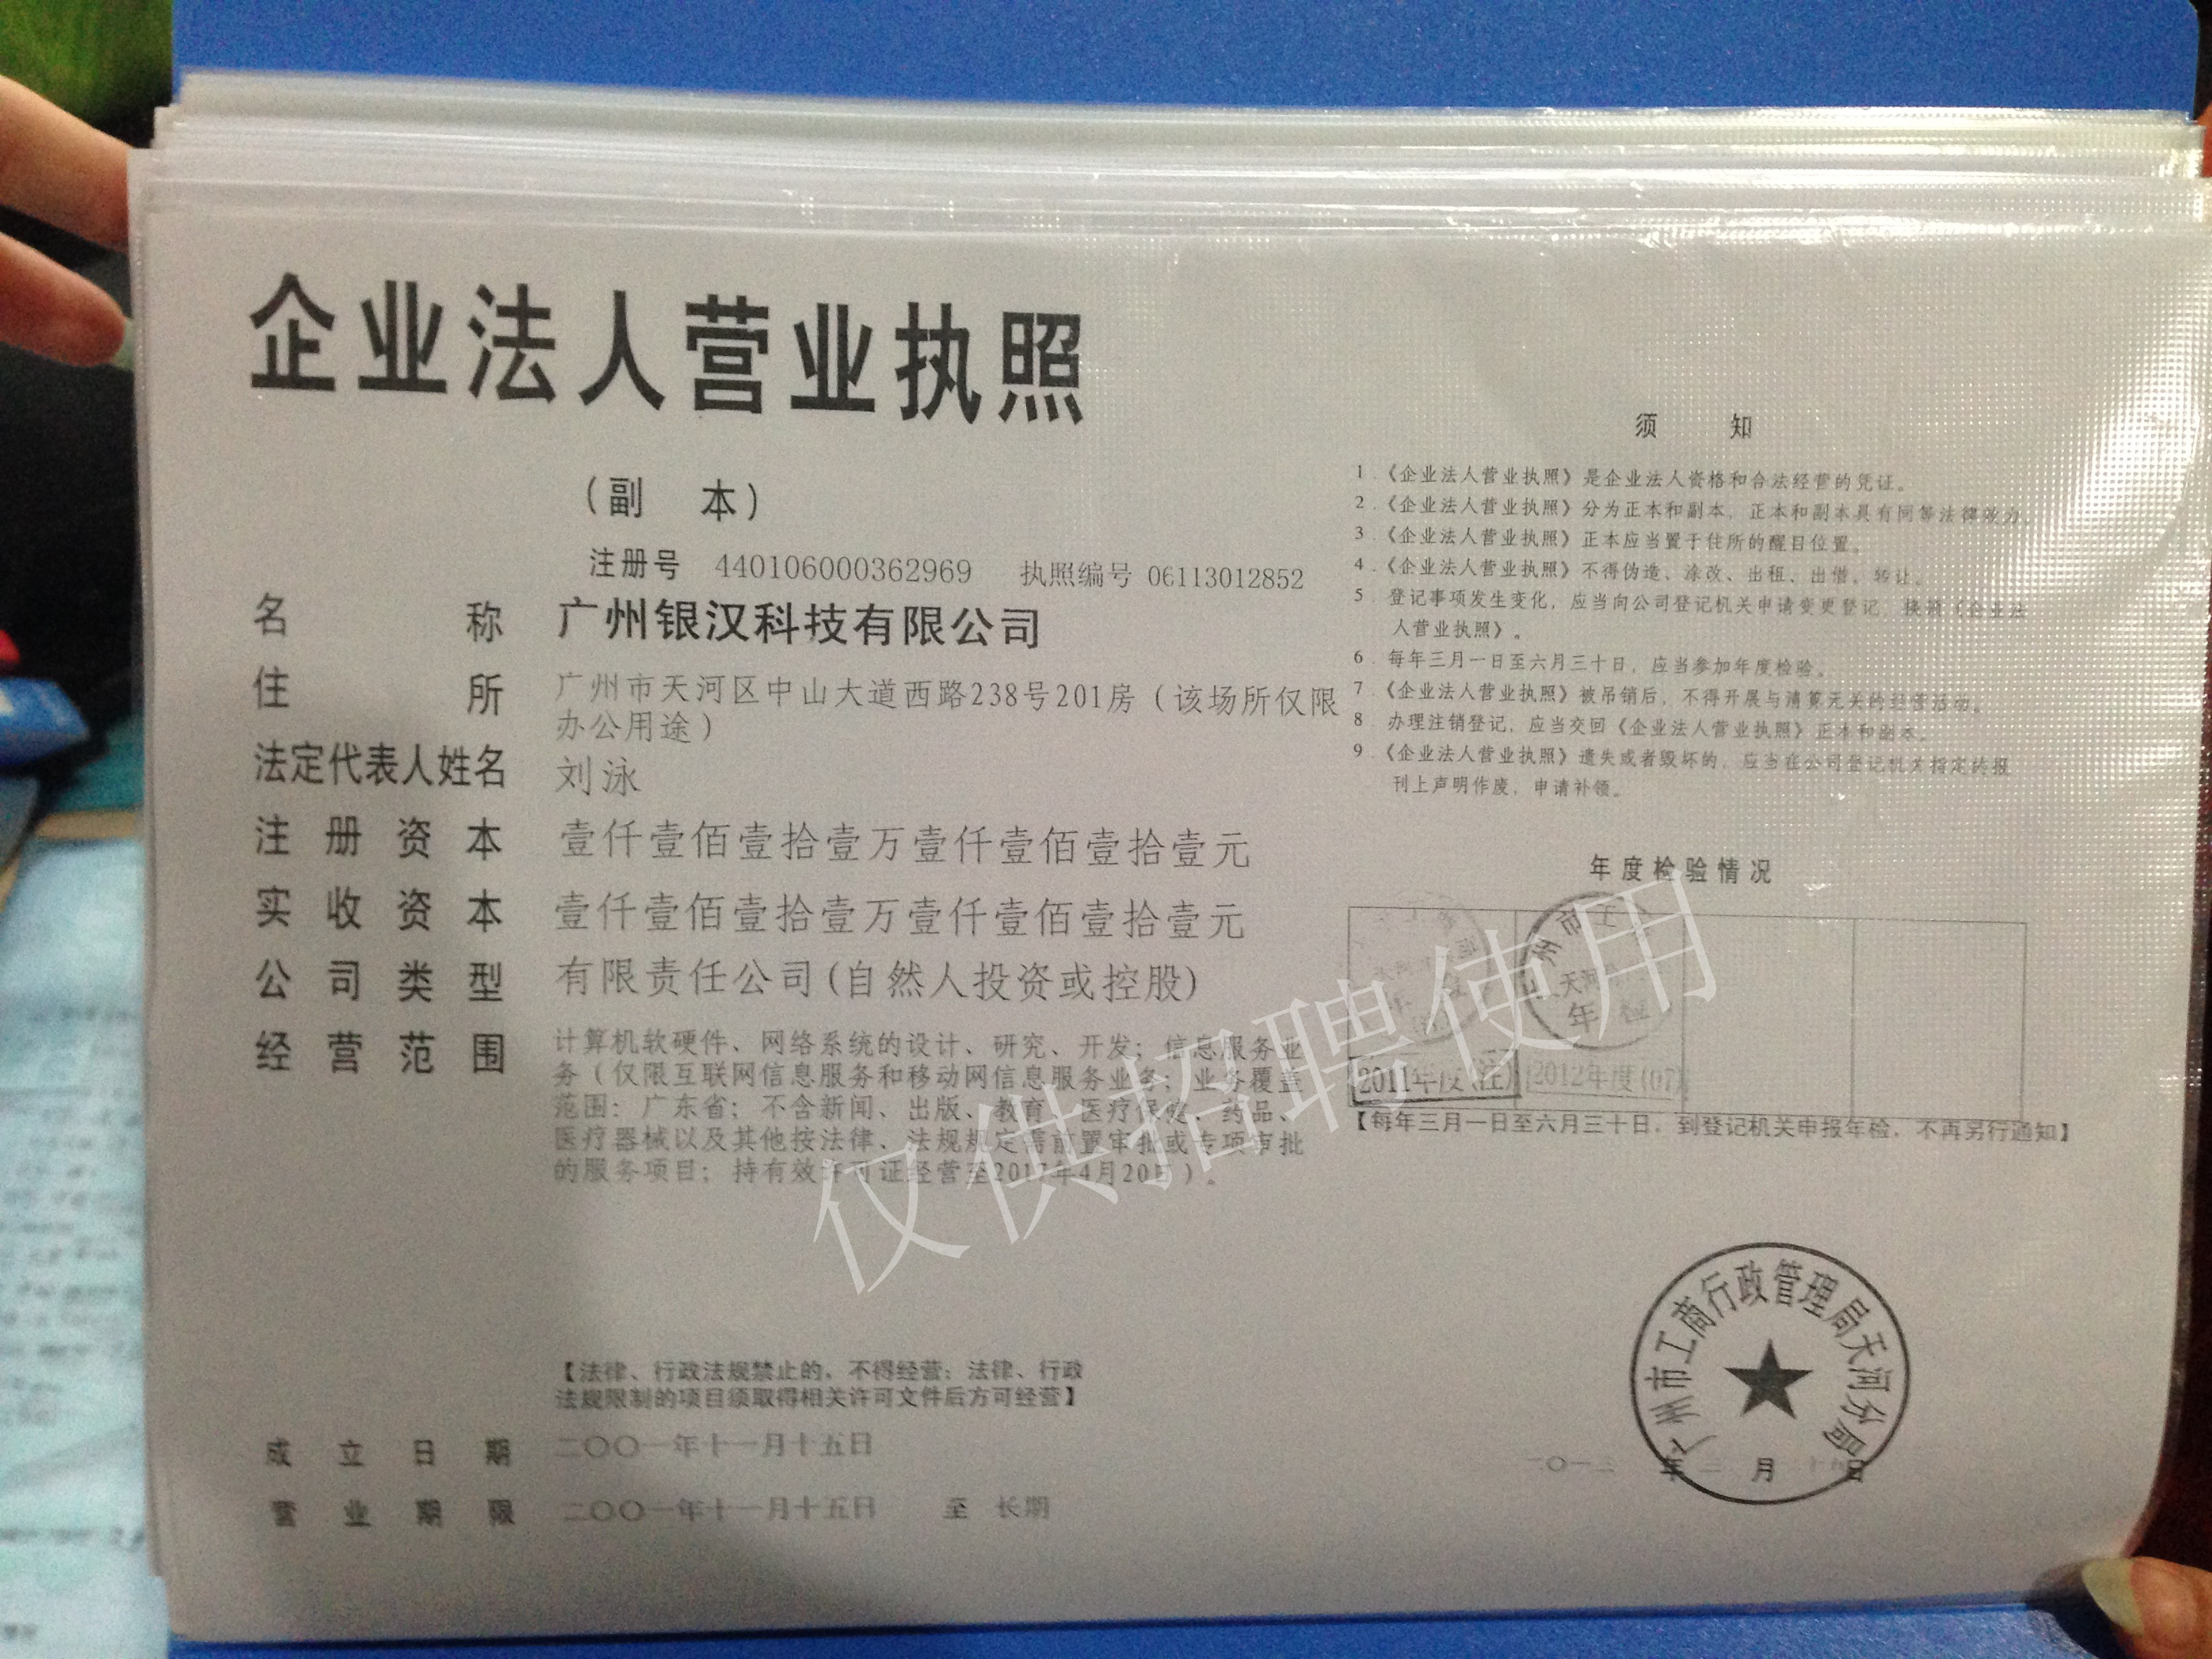 企业法人营业执照
（副 本）
注册号 440106000362969 执照编号 06113012852
名 称 广州银汉科技有限公司
住 所 广州市天河区中山大道西路238号201房（该场所仅限
办公用途）
法定代表人姓名 刘泳
注 册 资 本 壹仟壹佰壹拾壹万壹仟壹佰壹拾壹元
实 收 资 本 壹仟壹佰壹拾壹万壹仟壹佰壹拾壹元
公 司 类 型 有限责任公司(自然人投资或控股)
经 营 范 围 计算机软硬件、网络系统的设计、研究、开发；信息服务业
务（仅限互联网信息服务和移动网信息服务业务；业务覆盖
范围：广东省；不含新闻、出版、教育、医疗保健、药品、
医疗器械以及其他按法律、法规规定需前置审批或专项审批
的服务项目；持有效许可证经营至2017年4月20日）。
【法律、行政法规禁止的，不得经营；法律、行政
法规限制的项目须取得相关许可文件后方可经营】
成 立 日 期 二〇〇一年十一月十五日
营 业 期 限 二〇〇一年十一月十五日 至 长期
须 知
1．《企业法人营业执照》是企业法人资格和合法经营的凭证。
2．《企业法人营业执照》分为正本和副本，正本和副本具有同等法律效力。
3．《企业法人营业执照》正本应当置于住所的醒目位置。
4．《企业法人营业执照》不得伪造、涂改、出租、出借、转让。
5．登记事项发生变化，应当向公司登记机关申请变更登记，换领《企业法
人营业执照》。
6．每年三月一日至六月三十日，应当参加年度检验。
7．《企业法人营业执照》被吊销后，不得开展与清算无关的经营活动。
8．办理注销登记，应当交回《企业法人营业执照》正本和副本。
9．《企业法人营业执照》遗失或者毁坏的，应当在公司登记机关指定的报
刊上声明作废，申请补领。
年度检验情况
州市工
天河
年检
2011年度 2012年度(07)
【每年三月一日至六月三十日，到登记机关申报年检，不再另行通知】
仅供招聘使用
广州市工商行政管理局天河分局
年 月 日